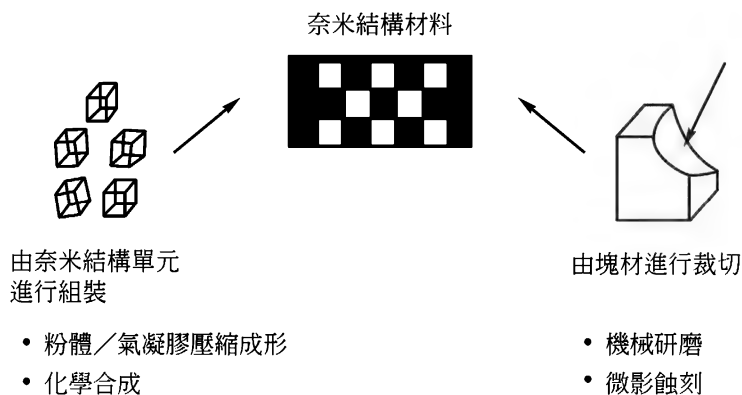 奈米結構材料
由奈米結構單元
進行組裝
• 粉體／氣凝膠壓縮成形
• 化學合成
由塊材進行裁切
• 機械研磨
• 微影蝕刻